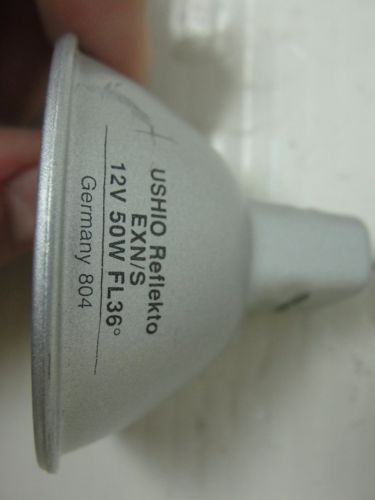 USHIO Reflekto
EXN/S
12V 50W FL36°
Germany 804